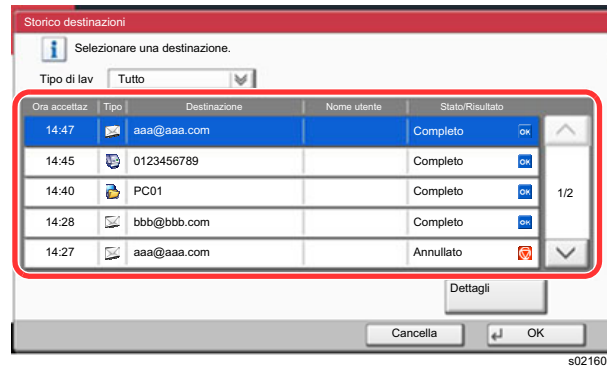 Storico destinazioni
i Selezionare una destinazione.
Tipo di lav Tutto
Ora accettaz Tipo Destinazione Nome utente Stato/Risultato
14:47 aaa@aaa.com Completo OK
14:45 0123456789 Completo OK
14:40 PC01 Completo OK
1/2
14:28 bbb@bbb.com Completo OK
14:27 aaa@aaa.com Annullato
Dettagli
Cancella OK
s02160